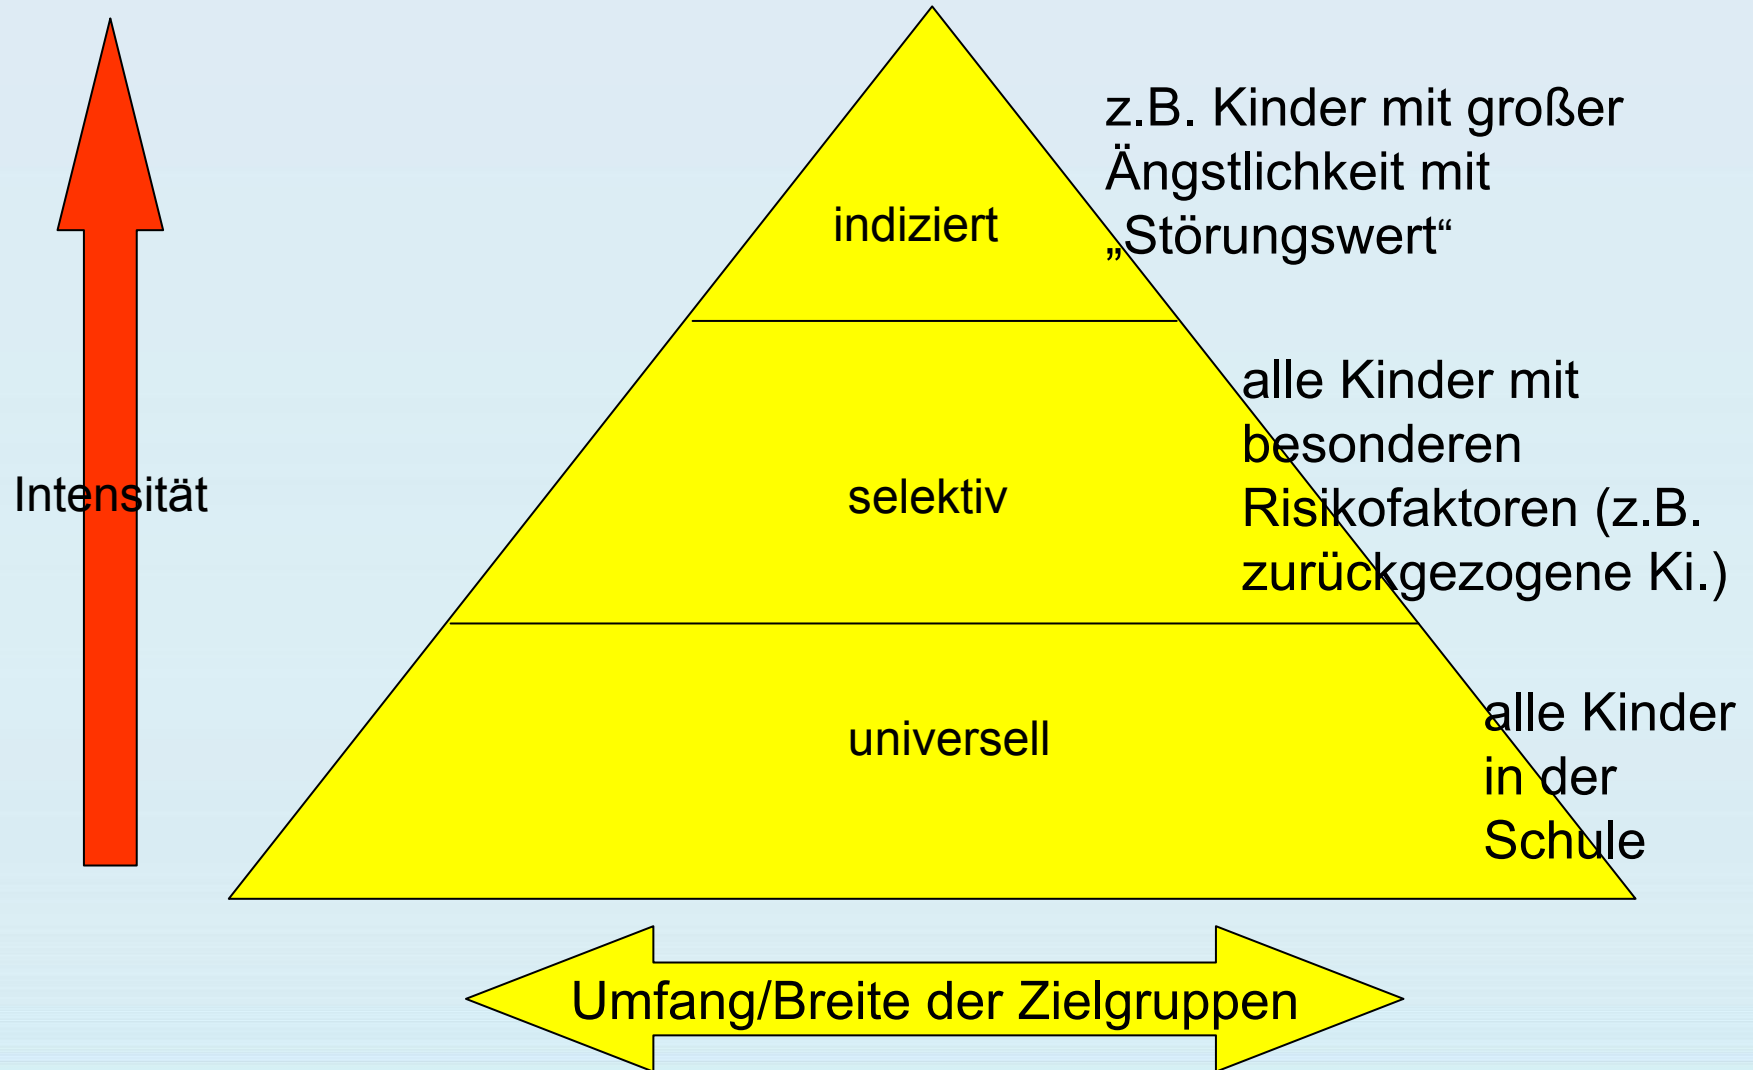 z.B. Kinder mit großer
Ängstlichkeit mit
„Störungswert“
indiziert
alle Kinder mit
besonderen
Risikofaktoren (z.B.
zurückgezogene Ki.)
Intensität
selektiv
alle Kinder
in der
Schule
universell
Umfang/Breite der Zielgruppen